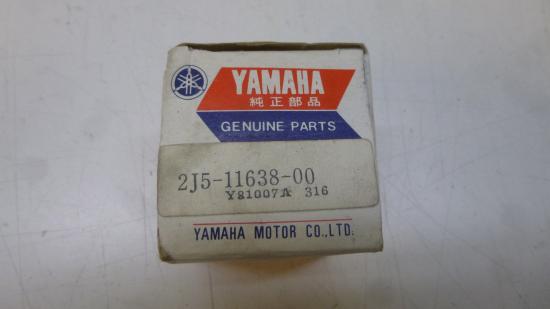 YAMAHA
純正部品
GENUINE PARTS
2J5-11638-00
Y81007A 316
YAMAHA MOTOR CO.,LTD.